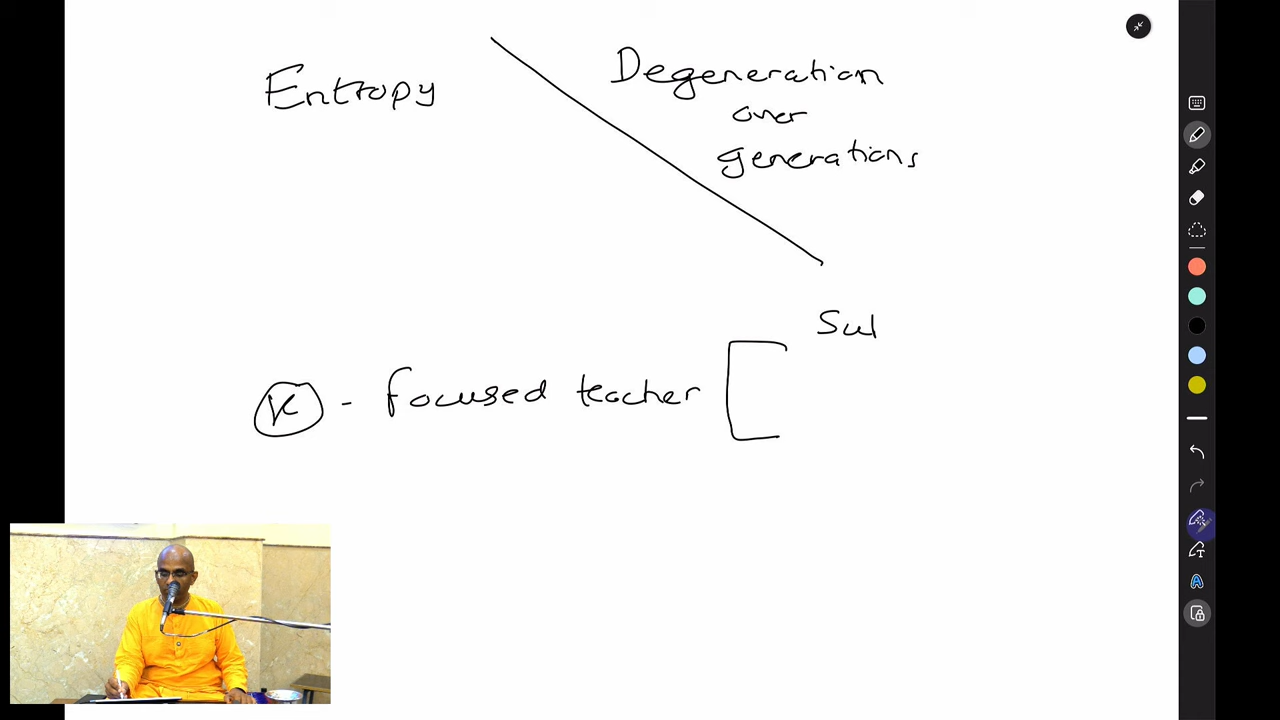 Entropy
Degeneration
over
generations
Sul
K - focused teacher [